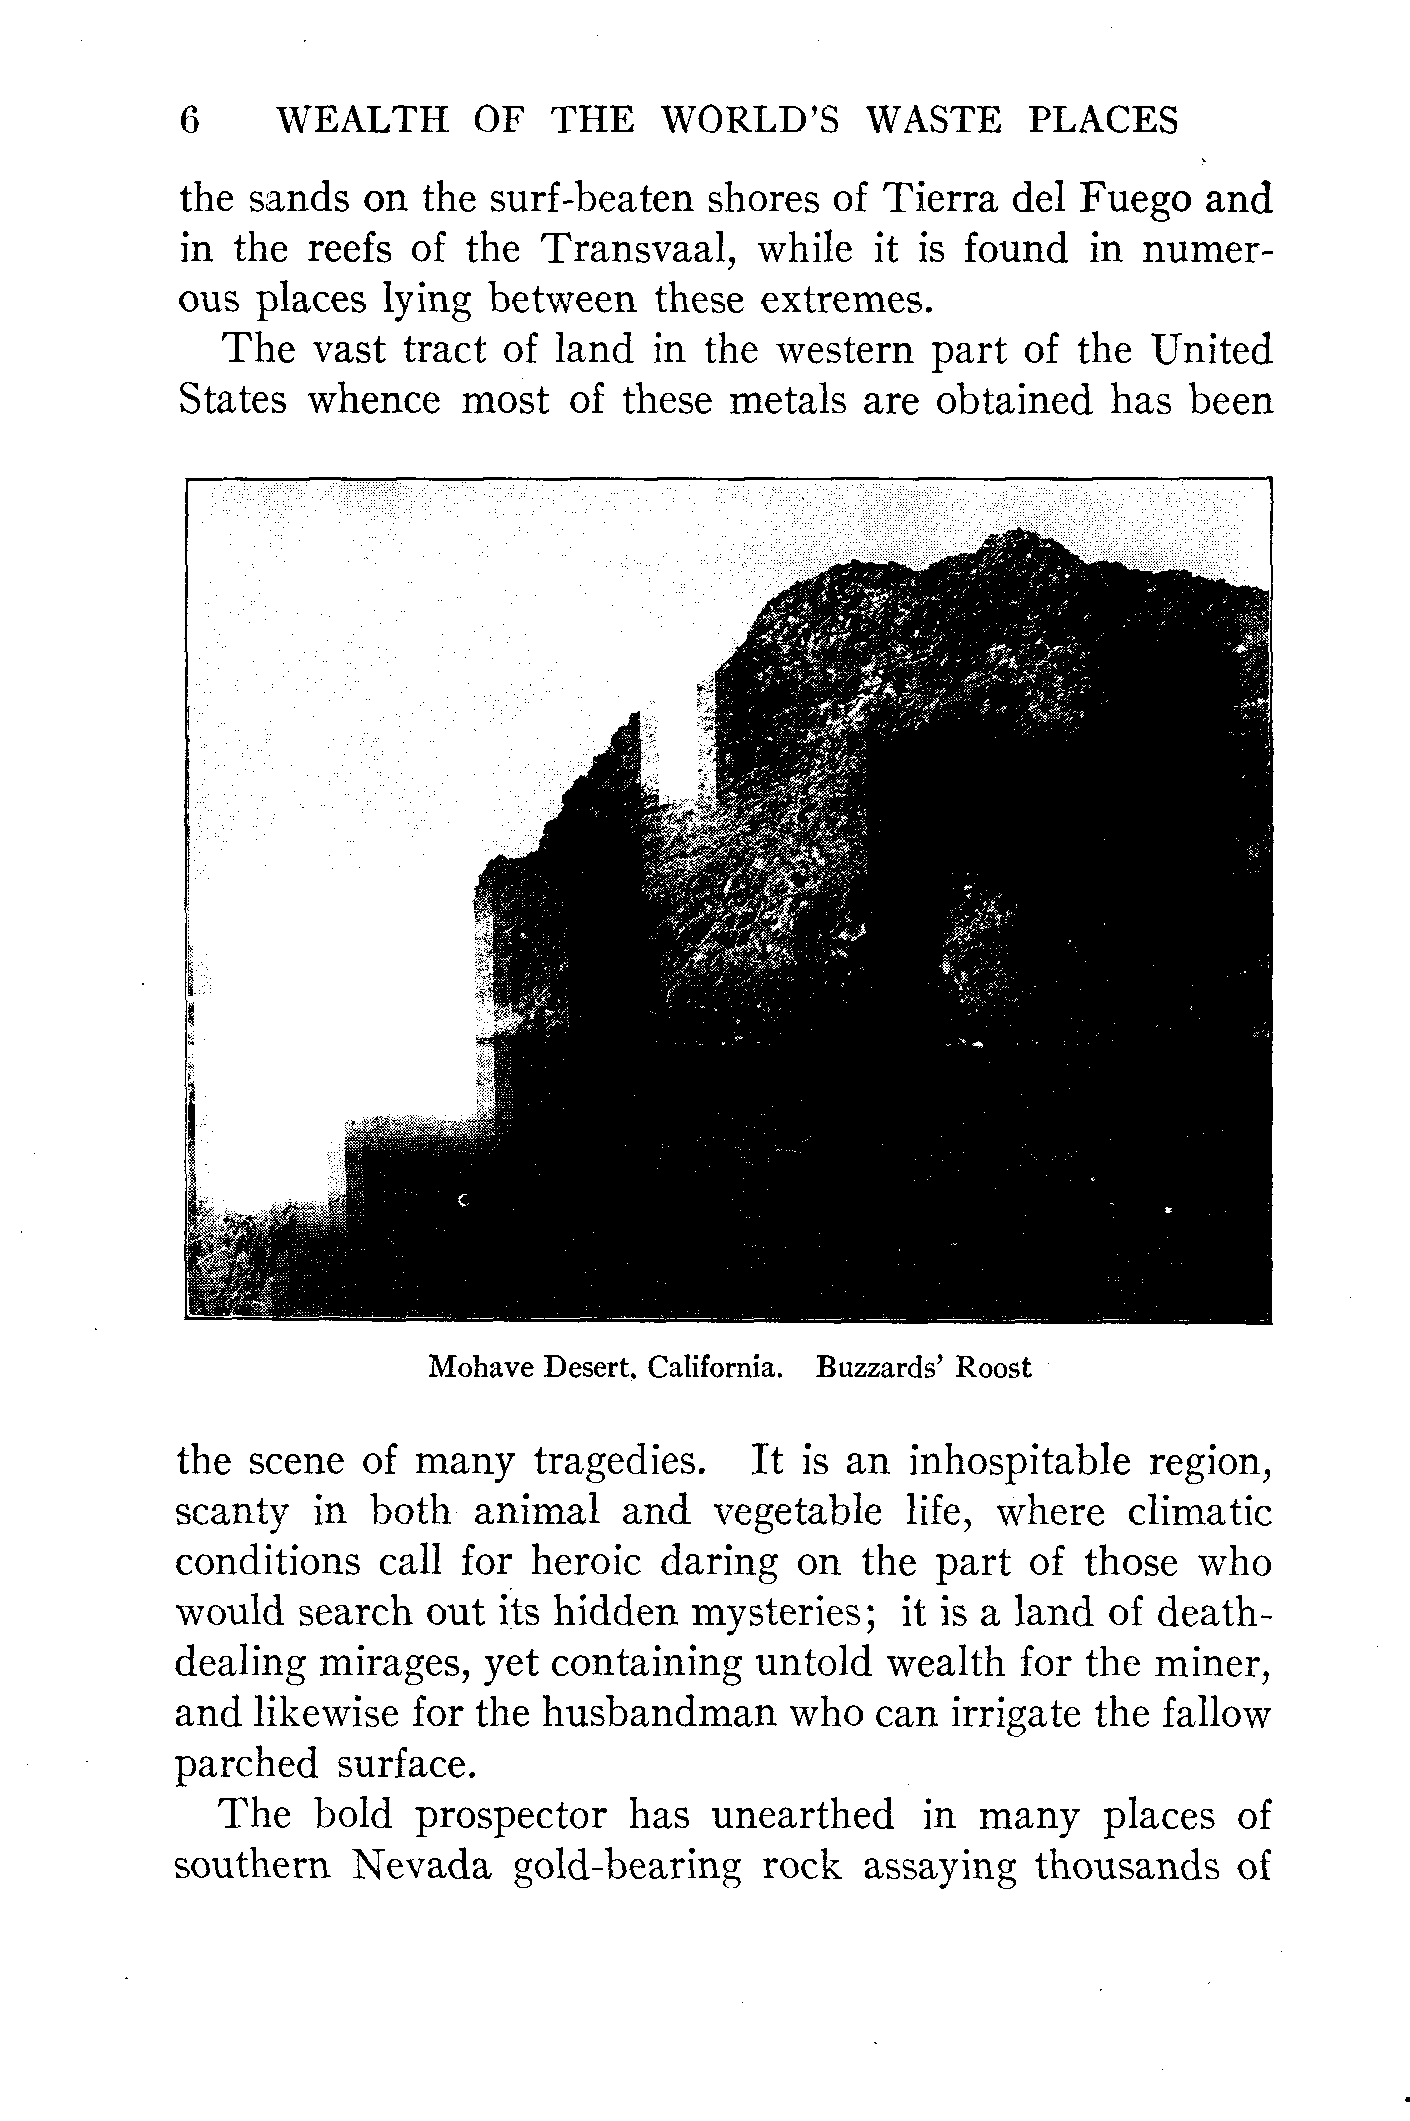 6 WEALTH OF THE WORLD'S WASTE PLACES
the sands on the surf-beaten shores of Tierra del Fuego and
in the reefs of the Transvaal, while it is found in numer-
ous places lying between these extremes.
The vast tract of land in the western part of the United
States whence most of these metals are obtained has been
Mohave Desert, California. Buzzards' Roost
the scene of many tragedies. It is an inhospitable region,
scanty in both animal and vegetable life, where climatic
conditions call for heroic daring on the part of those who
would search out its hidden mysteries; it is a land of death-
dealing mirages, yet containing untold wealth for the miner,
and likewise for the husbandman who can irrigate the fallow
parched surface.
The bold prospector has unearthed in many places of
southern Nevada gold-bearing rock assaying thousands of